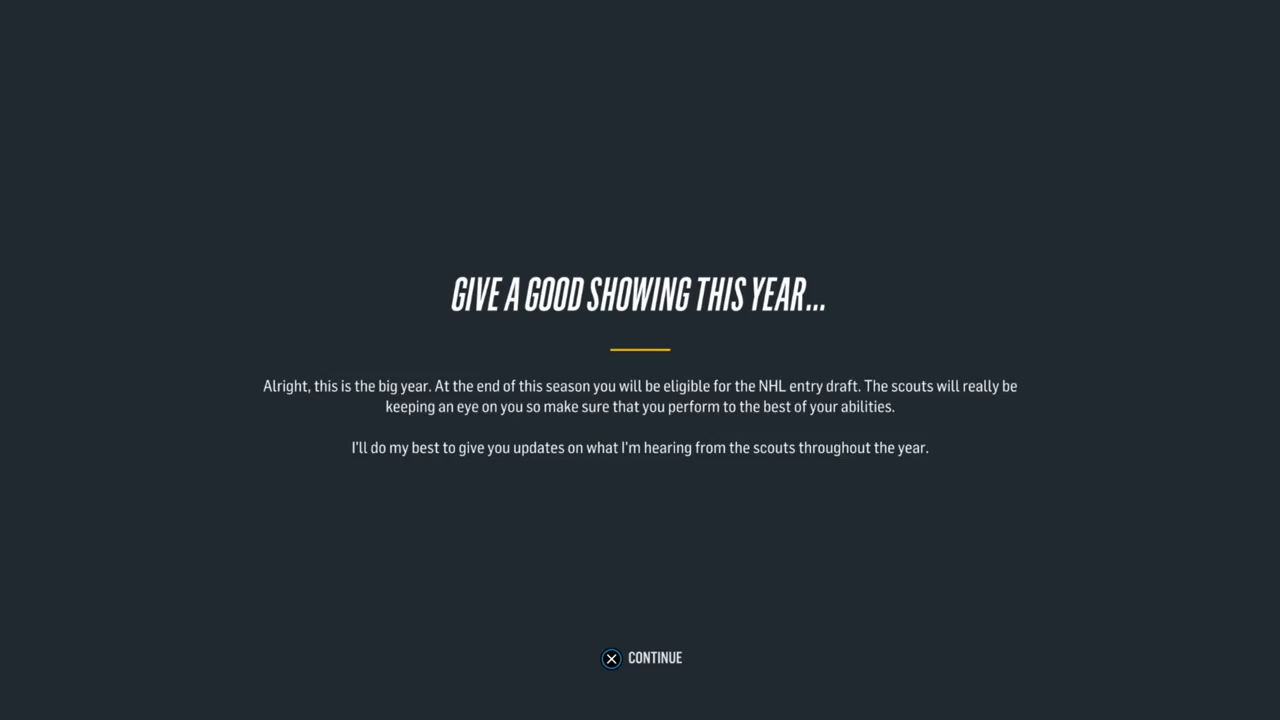 GIVE A GOOD SHOWING THIS YEAR...
Alright, this is the big year. At the end of this season you will be eligible for the NHL entry draft. The scouts will really be
keeping an eye on you so make sure that you perform to the best of your abilities.
I'll do my best to give you updates on what I'm hearing from the scouts throughout the year.
CONTINUE